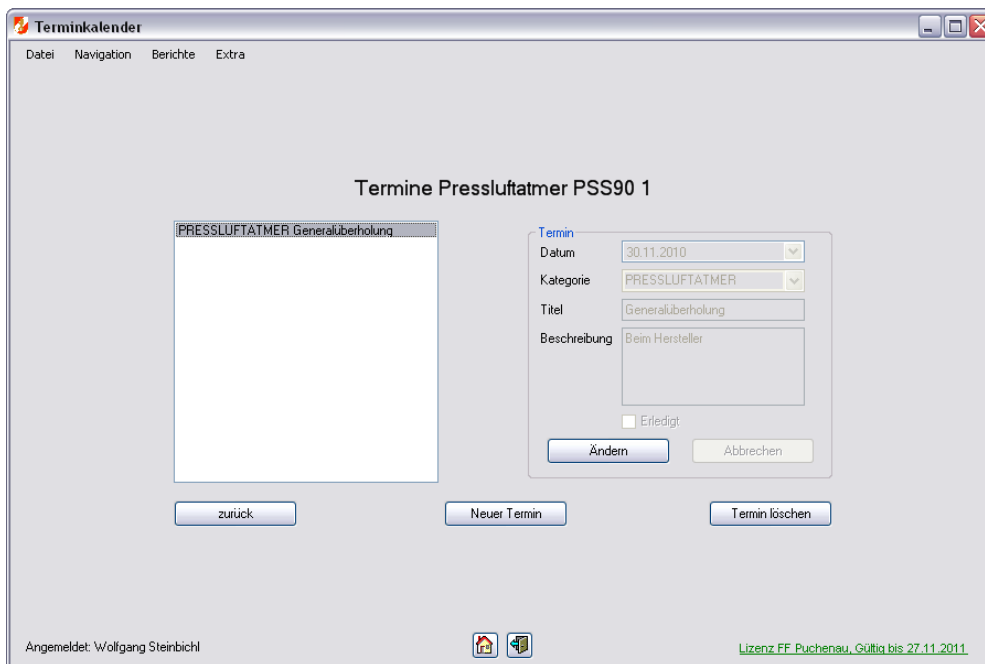 Terminkalender
Datei Navigation Berichte Extra
Termine Pressluftatmer PSS90 1
PRESSLUFTATMER Generalüberholung
Termin
Datum 30.11.2010
Kategorie PRESSLUFTATMER
Titel Generalüberholung
Beschreibung Beim Hersteller
Erledigt
Ändern Abbrechen
zurück Neuer Termin Termin löschen
Angemeldet: Wolfgang Steinbichl Lizenz FF Puchenau, Gültig bis 27.11.2011